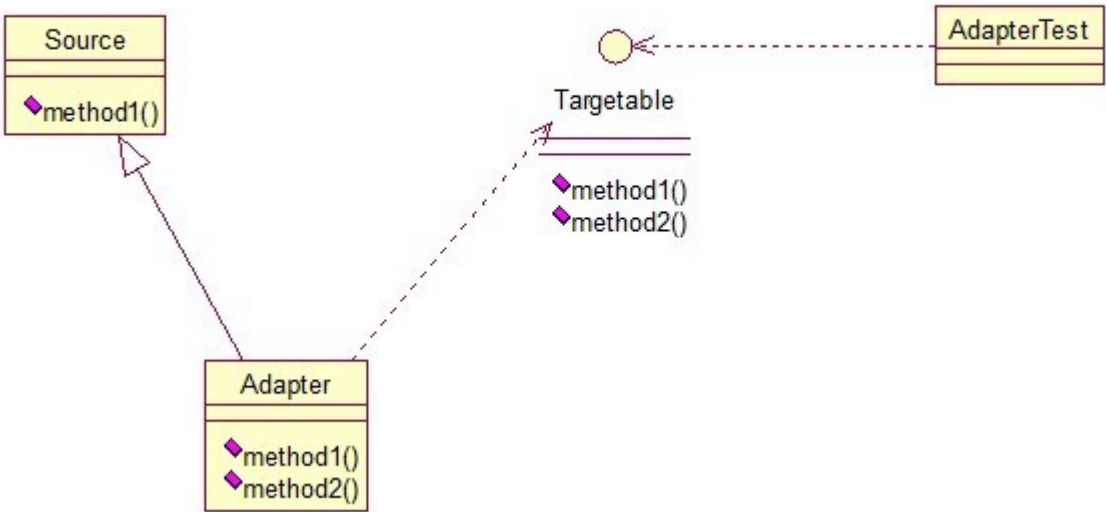 Source
method1()
Targetable
method1()
method2()
AdapterTest
Adapter
method1()
method2()